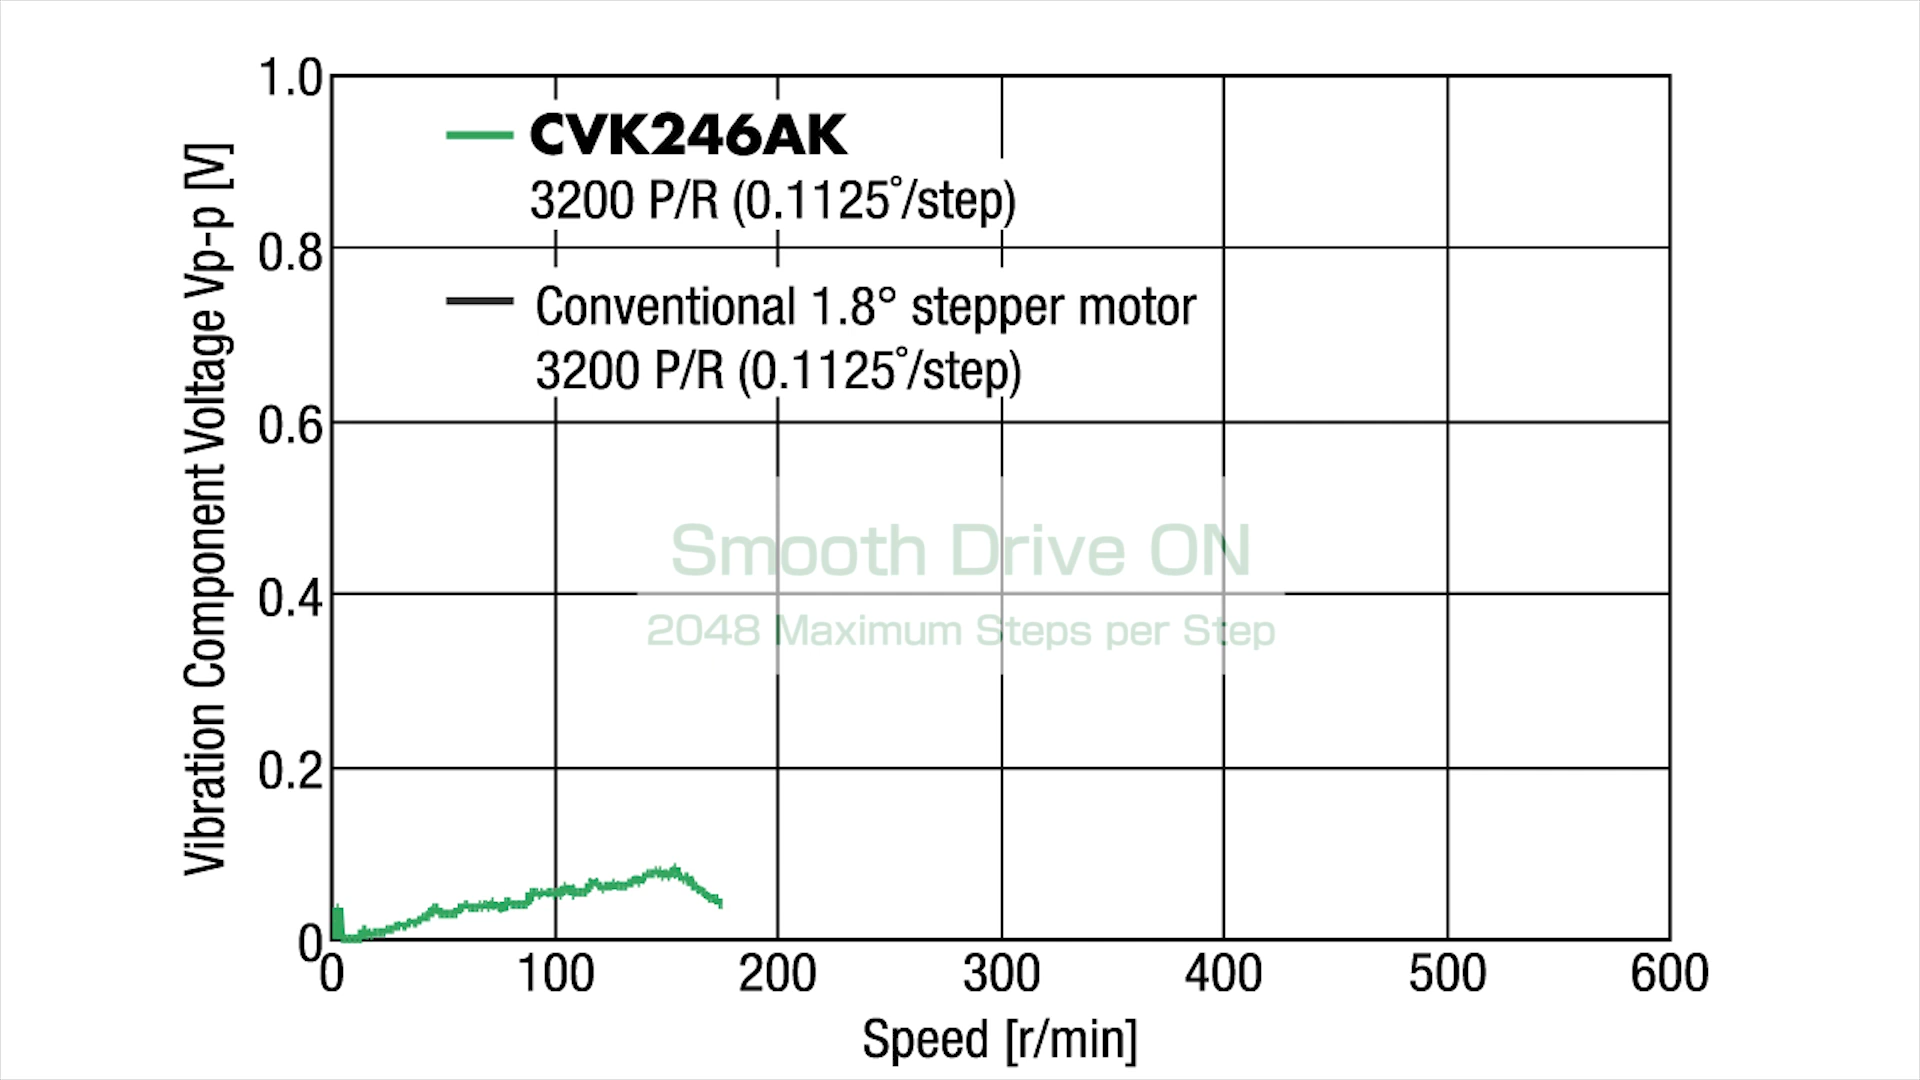 Vibration Component Voltage Vp-p [V]
1.0
0.8
0.6
0.4
0.2
0
CVK246AK
3200 P/R (0.1125°/step)
Conventional 1.8° stepper motor
3200 P/R (0.1125°/step)
Smooth Drive ON
2048 Maximum Steps per Step
0 100 200 300 400 500 600
Speed [r/min]